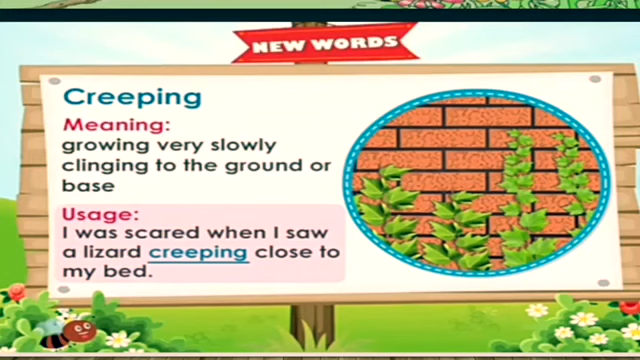 NEW WORDS
Creeping
Meaning:
growing very slowly
clinging to the ground or
base
Usage:
I was scared when I saw
a lizard creeping close to
my bed.